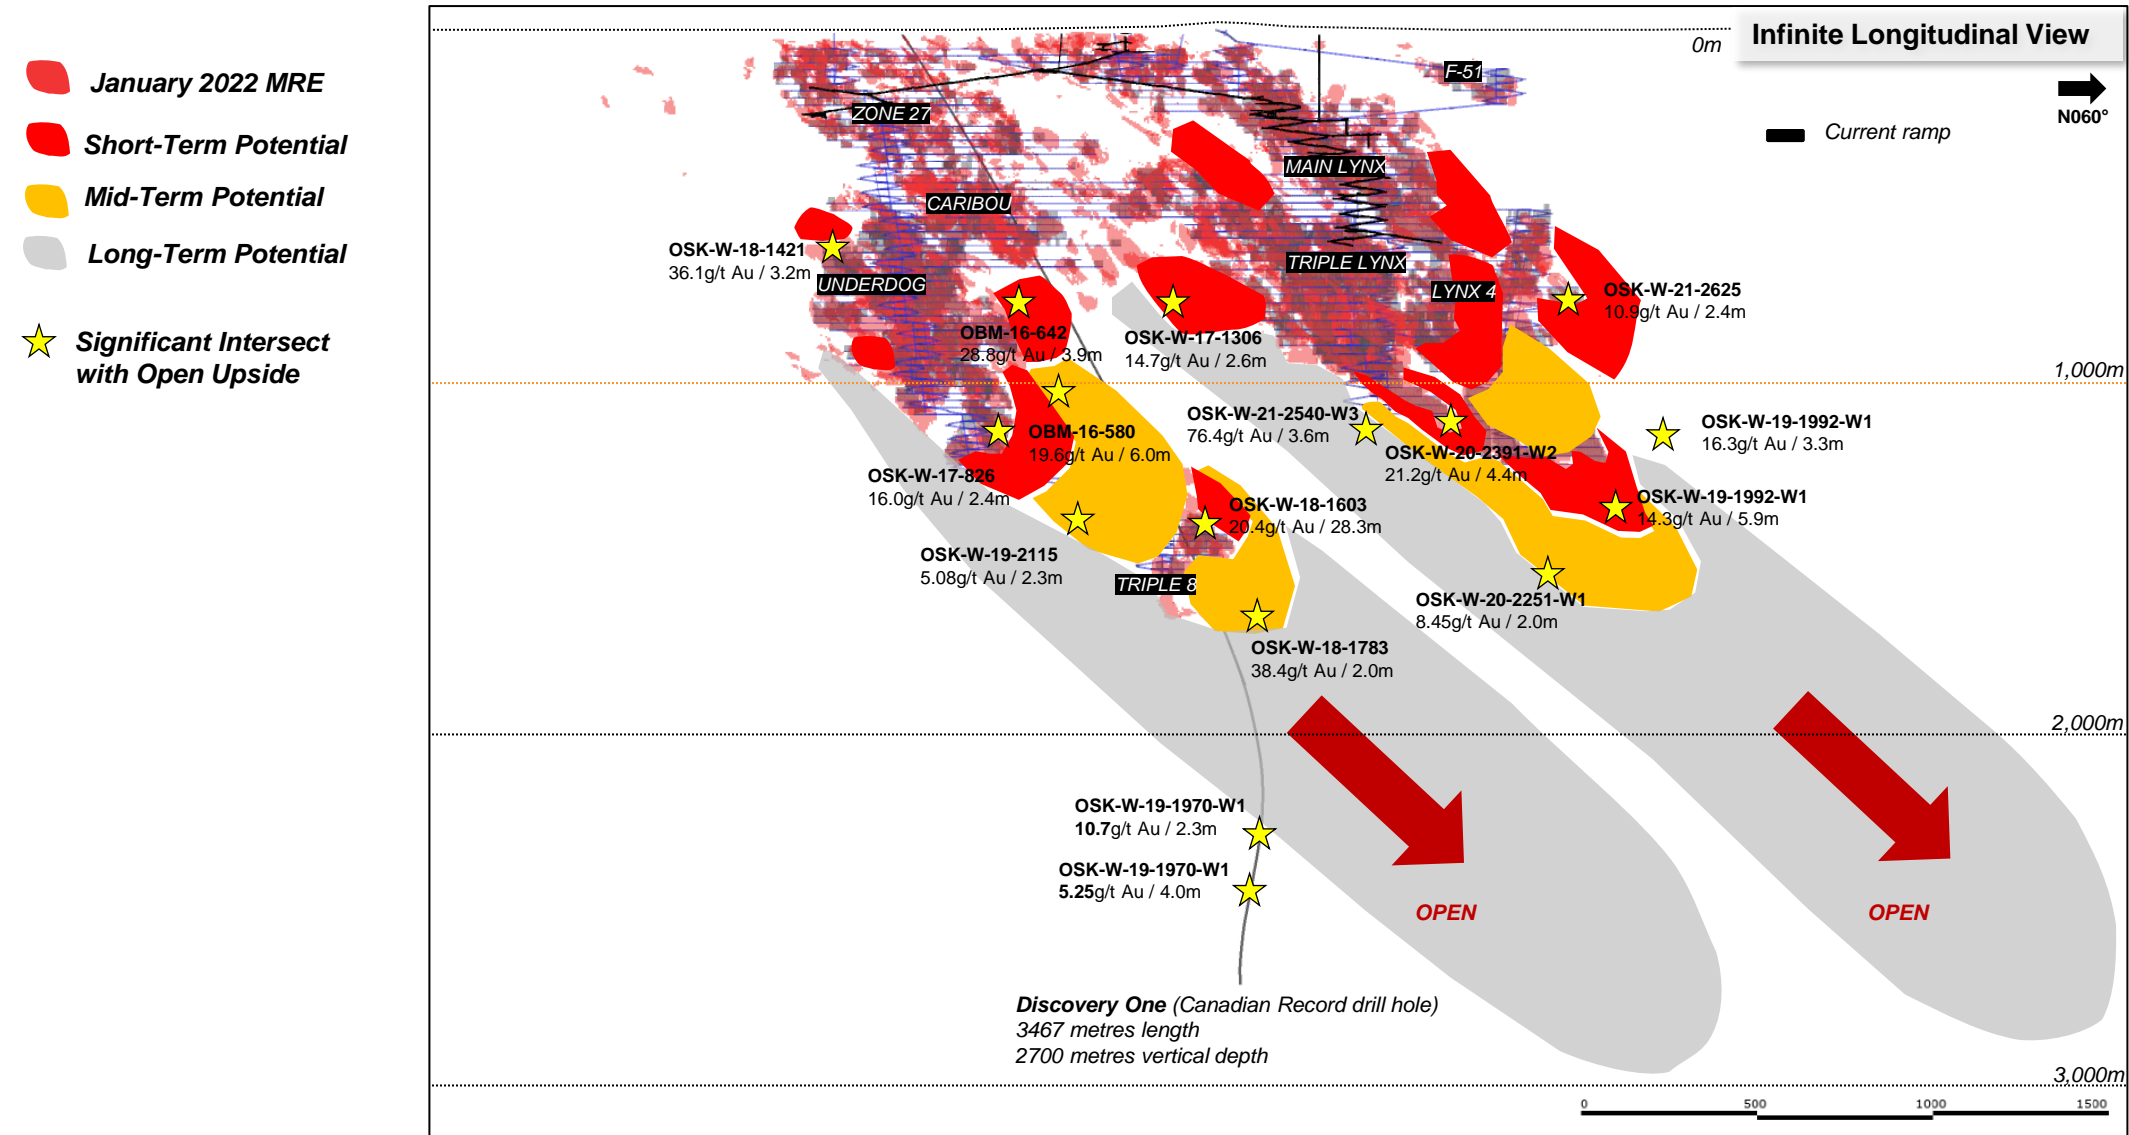 Infinite Longitudinal View
0m
N060°
Current ramp
January 2022 MRE
Short-Term Potential
Mid-Term Potential
Long-Term Potential
Significant Intersect
with Open Upside
F-51
ZONE 27
MAIN LYNX
CARIBOU
OSK-W-18-1421
36.1g/t Au / 3.2m
UNDERDOG
TRIPLE LYNX
LYNX 4
OSK-W-21-2625
10.9g/t Au / 2.4m
OBM-16-642
28.8g/t Au / 3.9m
OSK-W-17-1306
14.7g/t Au / 2.6m
1,000m
OSK-W-21-2540-W3
76.4g/t Au / 3.6m
OSK-W-19-1992-W1
16.3g/t Au / 3.3m
OBM-16-580
19.6g/t Au / 6.0m
OSK-W-20-2391-W2
21.2g/t Au / 4.4m
OSK-W-17-826
16.0g/t Au / 2.4m
OSK-W-18-1603
20.4g/t Au / 28.3m
OSK-W-19-1992-W1
14.3g/t Au / 5.9m
OSK-W-19-2115
5.08g/t Au / 2.3m
TRIPLE 8
OSK-W-20-2251-W1
8.45g/t Au / 2.0m
OSK-W-18-1783
38.4g/t Au / 2.0m
2,000m
OSK-W-19-1970-W1
10.7g/t Au / 2.3m
OSK-W-19-1970-W1
5.25g/t Au / 4.0m
OPEN
OPEN
Discovery One (Canadian Record drill hole)
3467 metres length
2700 metres vertical depth
3,000m
0 500 1000 1500